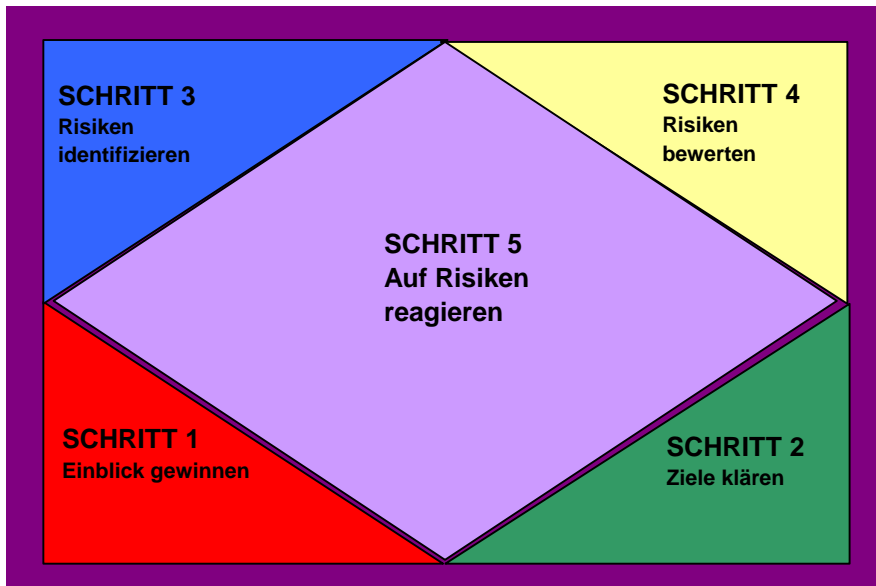 SCHRITT 3
Risiken
identifizieren
SCHRITT 4
Risiken
bewerten
SCHRITT 5
Auf Risiken
reagieren
SCHRITT 1
Einblick gewinnen
SCHRITT 2
Ziele klären